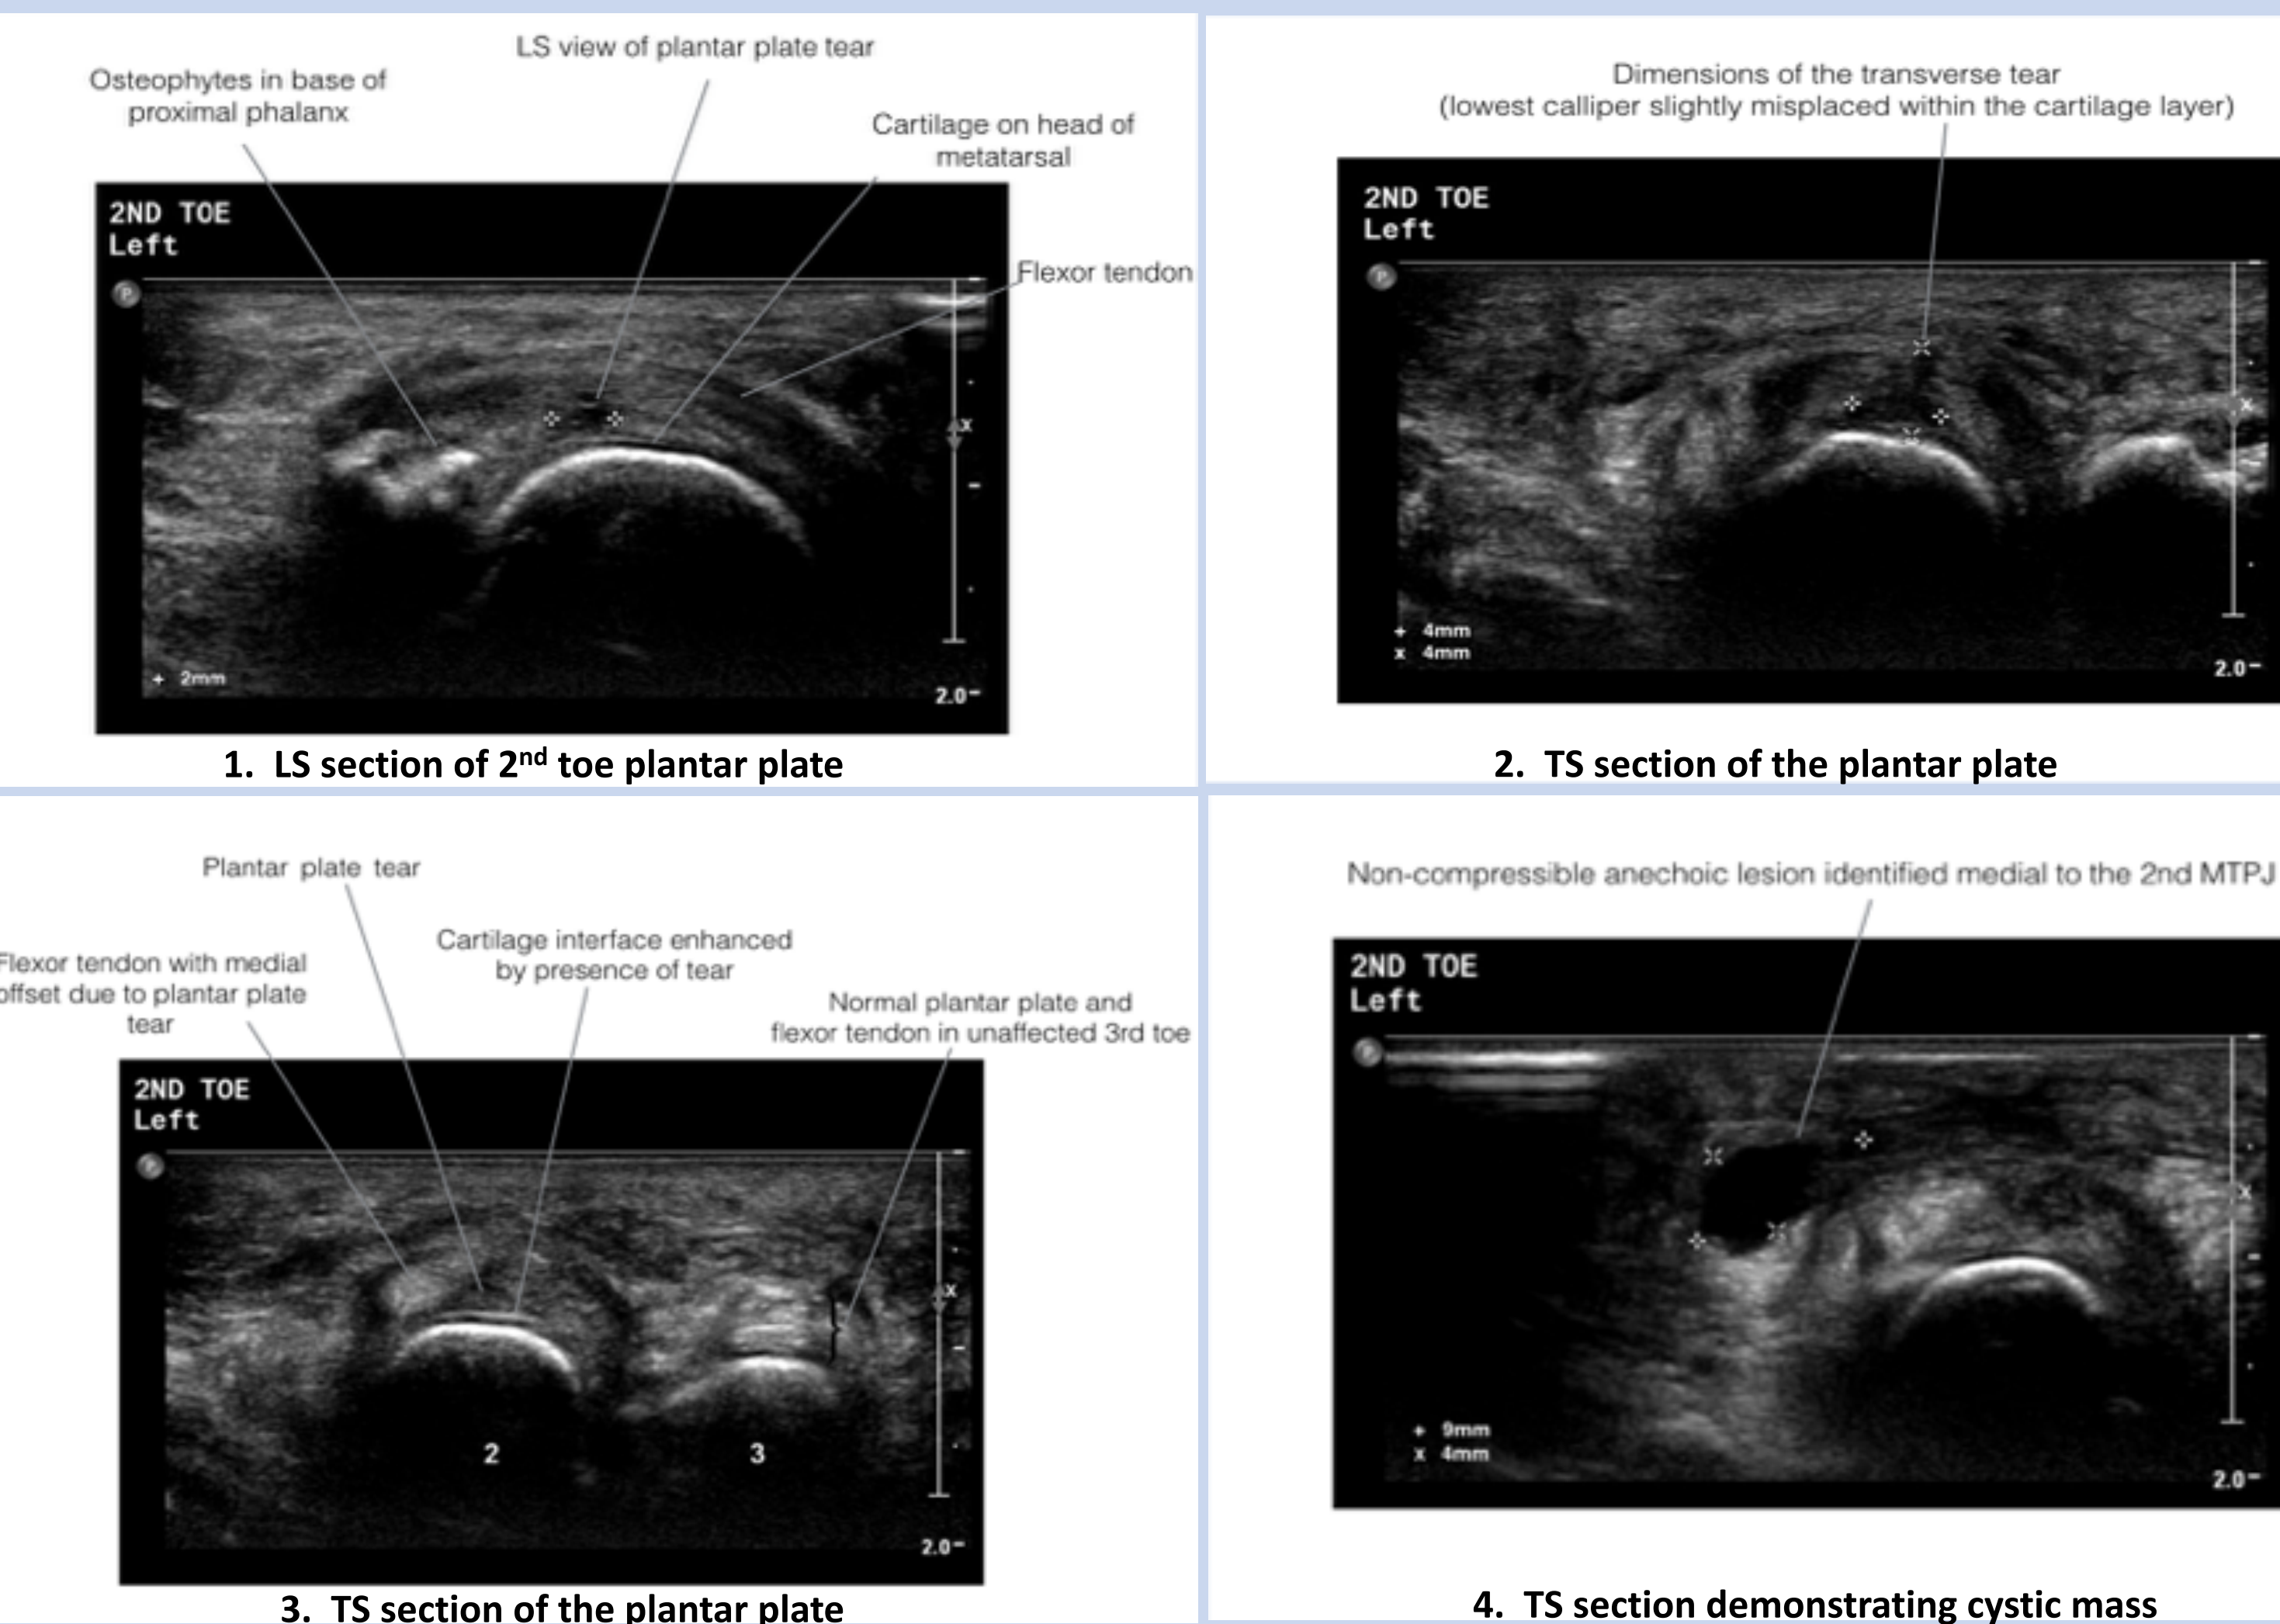 LS view of plantar plate tear
Osteophytes in base of
proximal phalanx
Cartilage on head of
metatarsal
Flexor tendon
2ND TOE
Left
P
x
+ 2mm
2.0
1. LS section of 2nd toe plantar plate
Dimensions of the transverse tear
(lowest calliper slightly misplaced within the cartilage layer)
2ND TOE
Left
P
x
+ 4mm
x 4mm
2.0
2. TS section of the plantar plate
Plantar plate tear
Cartilage interface enhanced
by presence of tear
Flexor tendon with medial
offset due to plantar plate
tear
Normal plantar plate and
flexor tendon in unaffected 3rd toe
2ND TOE
Left
P
x
2
3
2.0
3. TS section of the plantar plate
Non-compressible anechoic lesion identified medial to the 2nd MTPJ
2ND TOE
Left
P
x
+ 9mm
x 4mm
2.0
4. TS section demonstrating cystic mass